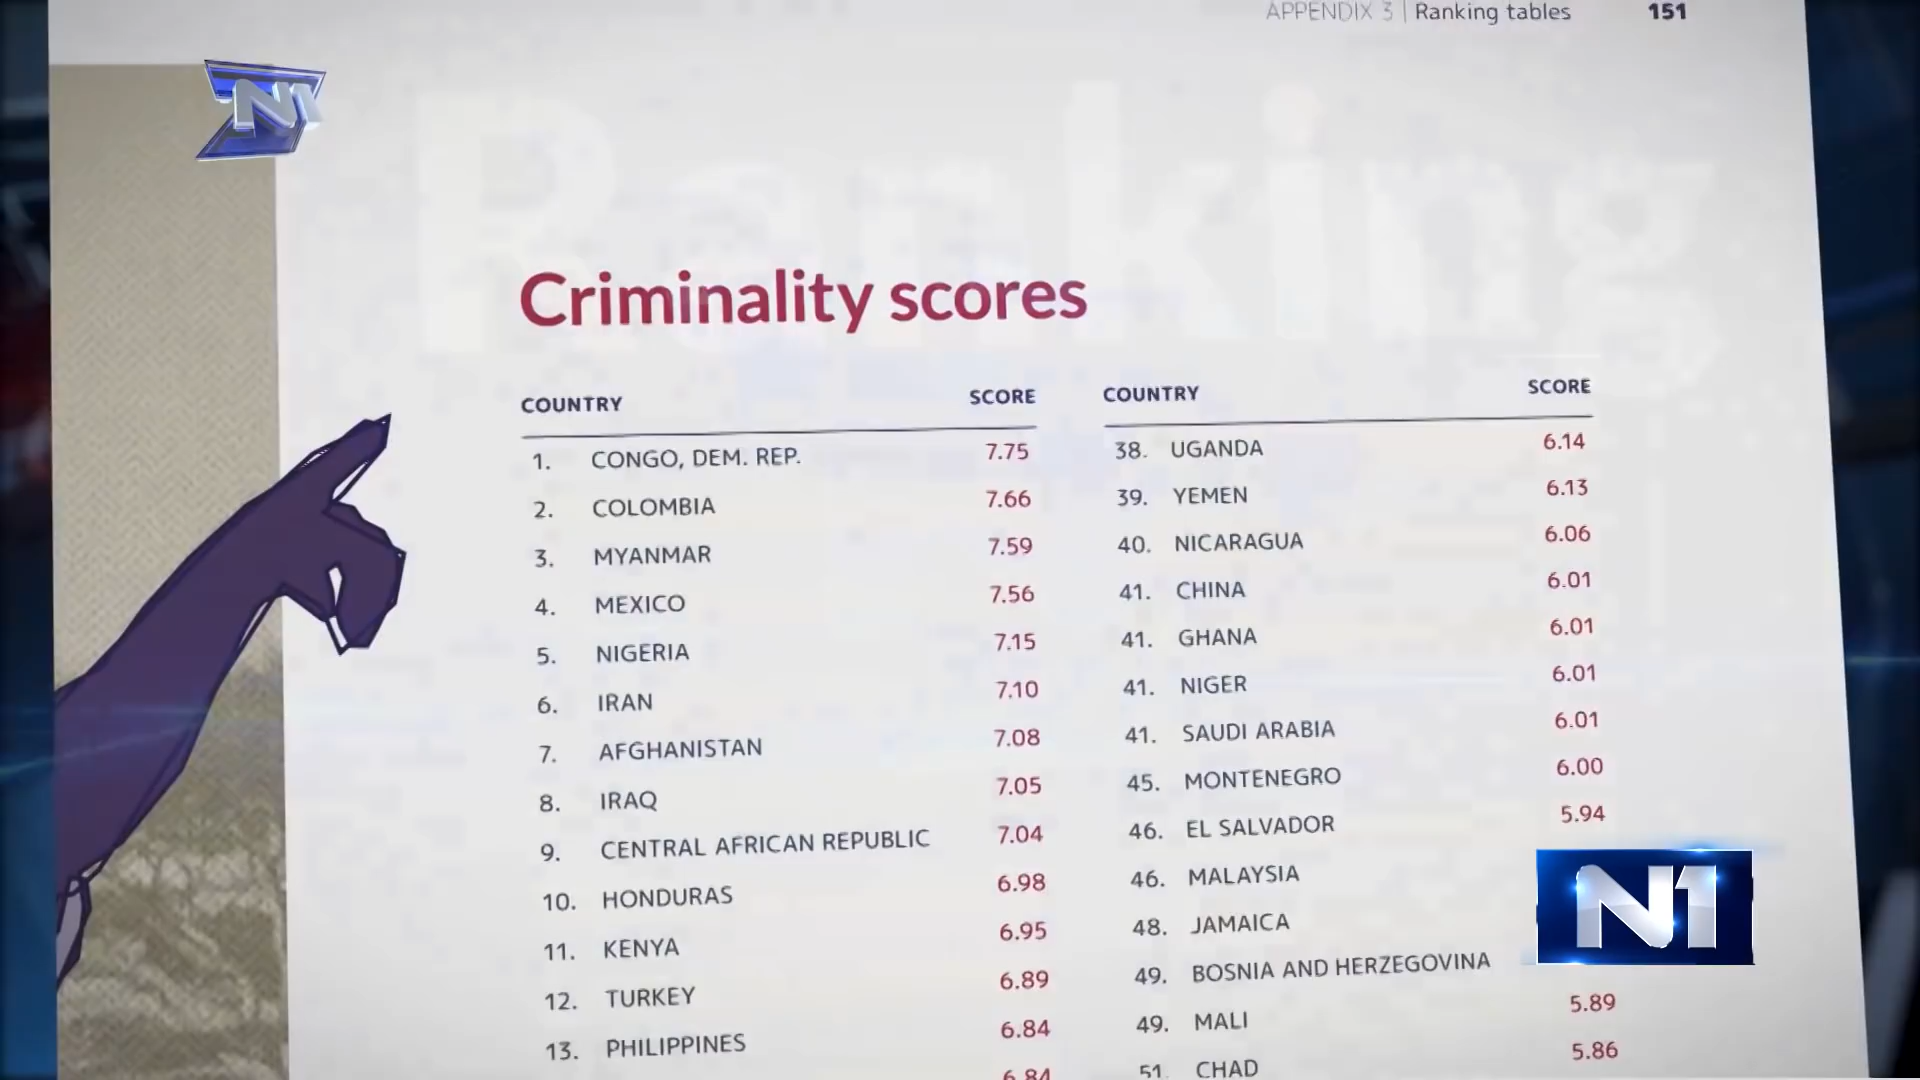 APPENDIX 3 | Ranking tables 151
N1
Ranking
Criminality scores
COUNTRY SCORE
1. CONGO, DEM. REP. 7.75
2. COLOMBIA 7.66
3. MYANMAR 7.59
4. MEXICO 7.56
5. NIGERIA 7.15
6. IRAN 7.10
7. AFGHANISTAN 7.08
8. IRAQ 7.05
9. CENTRAL AFRICAN REPUBLIC 7.04
10. HONDURAS 6.98
11. KENYA 6.95
12. TURKEY 6.89
13. PHILIPPINES 6.84
6.84
COUNTRY SCORE
38. UGANDA 6.14
39. YEMEN 6.13
40. NICARAGUA 6.06
41. CHINA 6.01
41. GHANA 6.01
41. NIGER 6.01
41. SAUDI ARABIA 6.01
45. MONTENEGRO 6.00
46. EL SALVADOR 5.94
46. MALAYSIA
48. JAMAICA
49. BOSNIA AND HERZEGOVINA
49. MALI 5.89
51. CHAD 5.86
N1